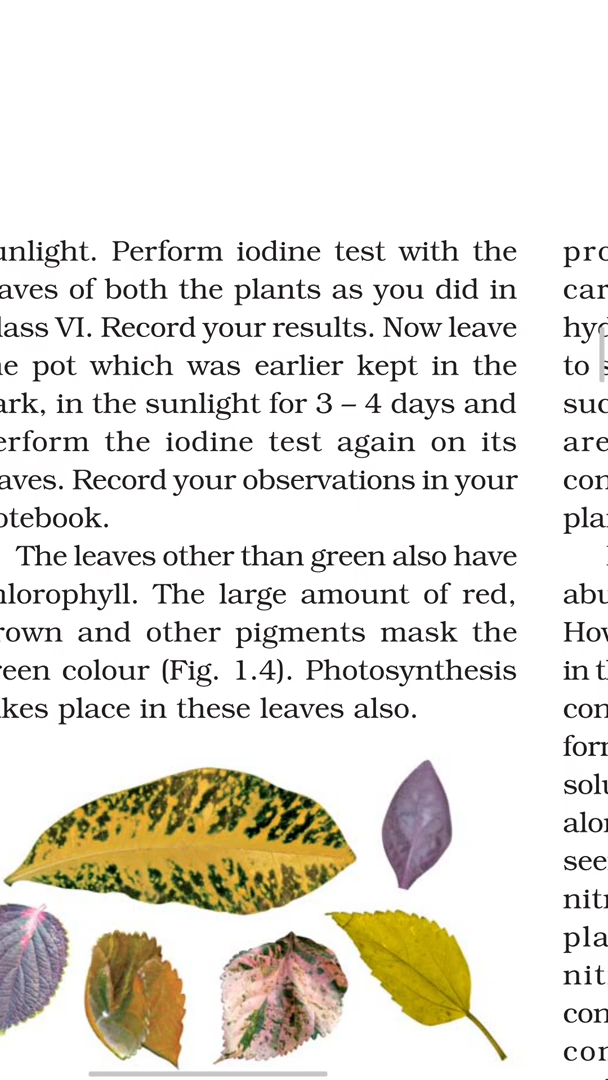 unlight. Perform iodine test with the
aves of both the plants as you did in
lass VI. Record your results. Now leave
e pot which was earlier kept in the
ark, in the sunlight for 3 – 4 days and
erform the iodine test again on its
aves. Record your observations in your
otebook.
The leaves other than green also have
hlorophyll. The large amount of red,
rown and other pigments mask the
reen colour (Fig. 1.4). Photosynthesis
kes place in these leaves also.
pro
car
hyd
to s
suc
are
con
pla
abu
How
in th
con
for
solu
alon
see
nitr
pla
nit
con
con